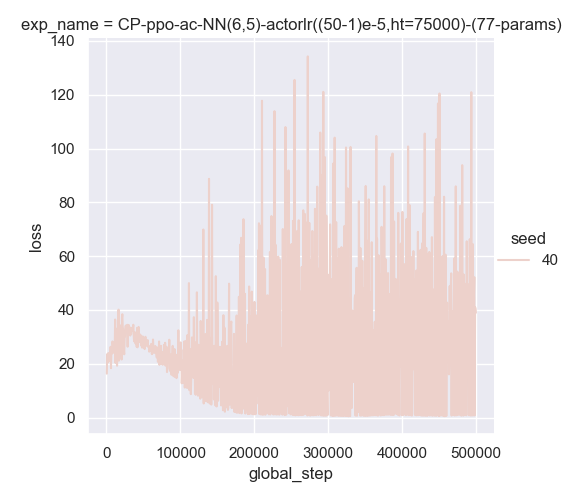 exp_name = CP-ppo-ac-NN(6,5)-actorlr((50-1)e-5,ht=75000)-(77-params)
140
120
100
80
60
40
20
0
loss
0 100000 200000 300000 400000 500000
global_step
seed
40